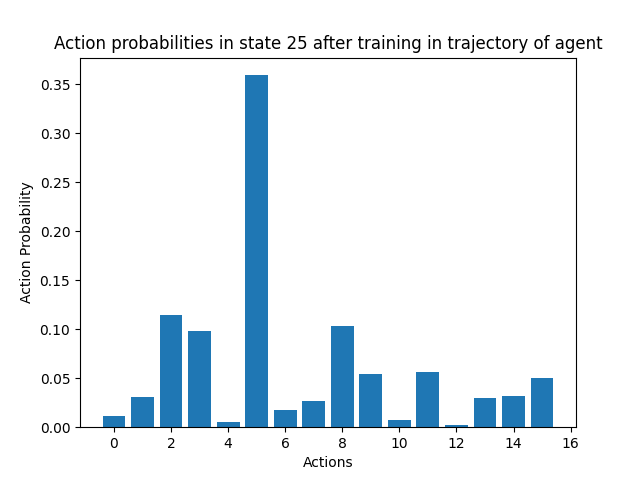 Action probabilities in state 25 after training in trajectory of agent
0.35
0.30
0.25
0.20
0.15
0.10
0.05
0.00
Action Probability
0 2 4 6 8 10 12 14 16
Actions